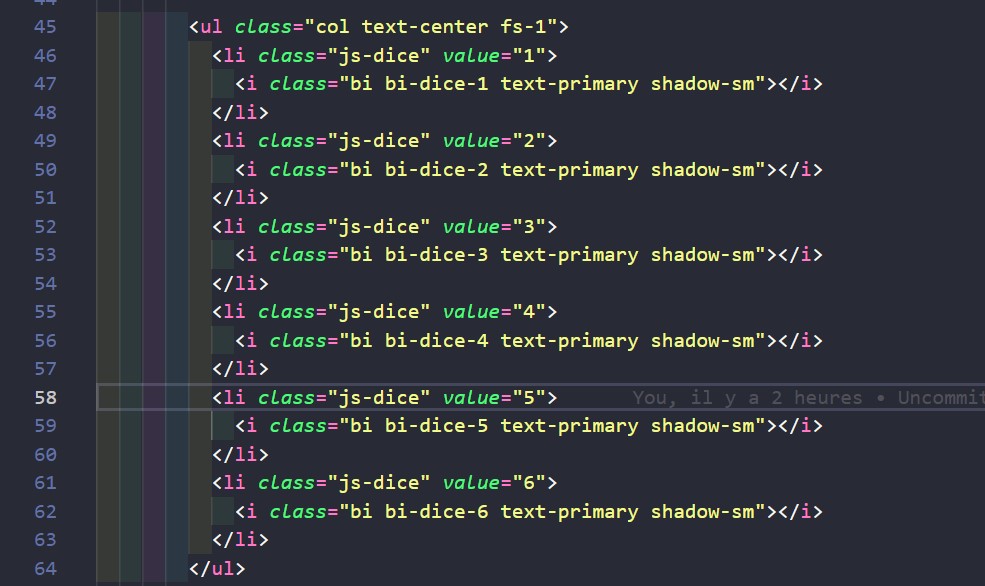 45 <ul class="col text-center fs-1">
46 <li class="js-dice" value="1">
47 <i class="bi bi-dice-1 text-primary shadow-sm"></i>
48 </li>
49 <li class="js-dice" value="2">
50 <i class="bi bi-dice-2 text-primary shadow-sm"></i>
51 </li>
52 <li class="js-dice" value="3">
53 <i class="bi bi-dice-3 text-primary shadow-sm"></i>
54 </li>
55 <li class="js-dice" value="4">
56 <i class="bi bi-dice-4 text-primary shadow-sm"></i>
57 </li>
58 <li class="js-dice" value="5"> You, il y a 2 heures • Uncommit
59 <i class="bi bi-dice-5 text-primary shadow-sm"></i>
60 </li>
61 <li class="js-dice" value="6">
62 <i class="bi bi-dice-6 text-primary shadow-sm"></i>
63 </li>
64 </ul>